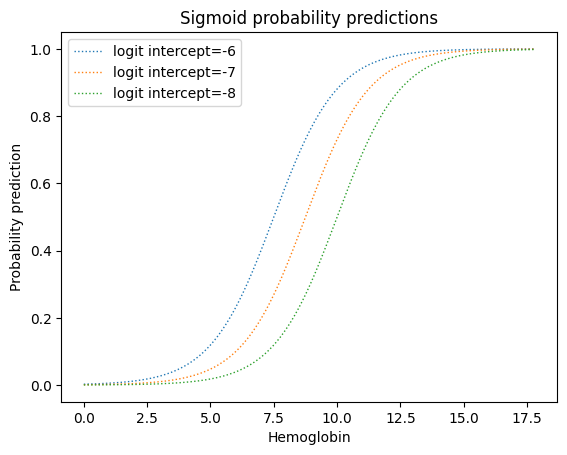 Sigmoid probability predictions
logit intercept=-6
logit intercept=-7
logit intercept=-8
Probability prediction
1.0
0.8
0.6
0.4
0.2
0.0
0.0 2.5 5.0 7.5 10.0 12.5 15.0 17.5
Hemoglobin